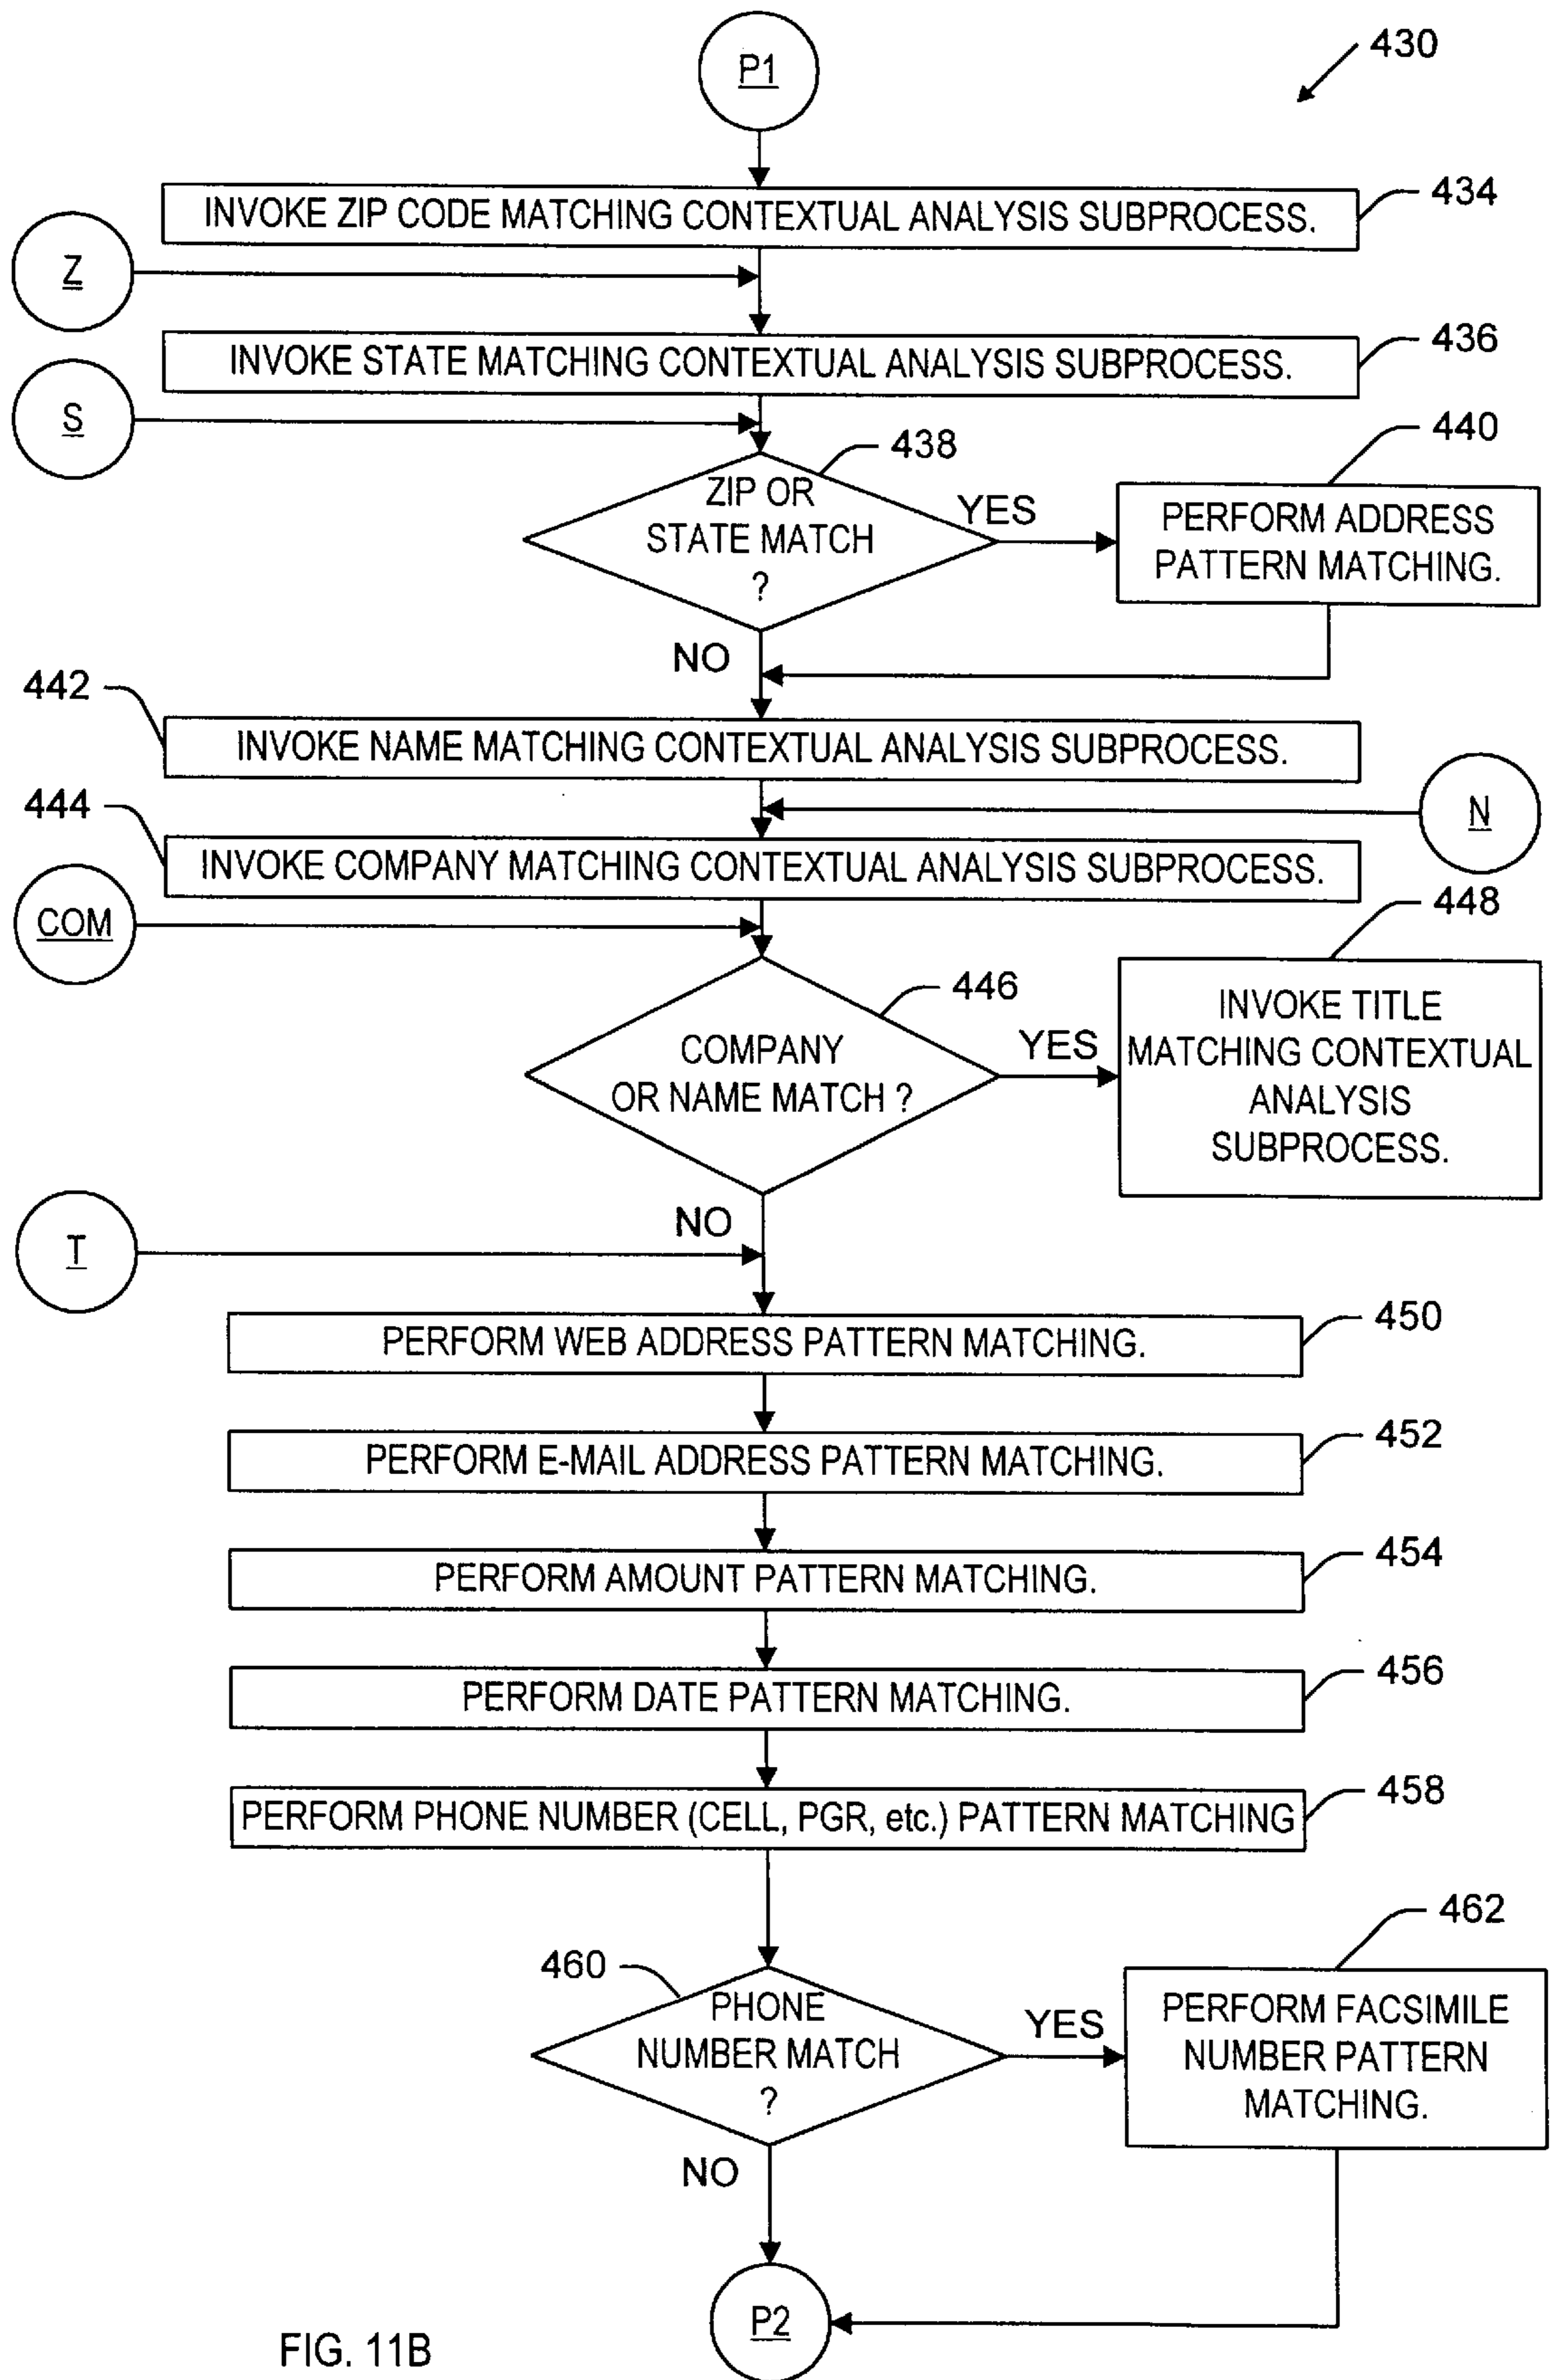 P1
430
INVOKE ZIP CODE MATCHING CONTEXTUAL ANALYSIS SUBPROCESS.
434
Z
INVOKE STATE MATCHING CONTEXTUAL ANALYSIS SUBPROCESS.
436
S
438
ZIP OR
STATE MATCH
?
YES
440
PERFORM ADDRESS
PATTERN MATCHING.
NO
442
INVOKE NAME MATCHING CONTEXTUAL ANALYSIS SUBPROCESS.
N
444
INVOKE COMPANY MATCHING CONTEXTUAL ANALYSIS SUBPROCESS.
COM
446
COMPANY
OR NAME MATCH ?
YES
448
INVOKE TITLE
MATCHING CONTEXTUAL
ANALYSIS
SUBPROCESS.
NO
T
PERFORM WEB ADDRESS PATTERN MATCHING.
450
PERFORM E-MAIL ADDRESS PATTERN MATCHING.
452
PERFORM AMOUNT PATTERN MATCHING.
454
PERFORM DATE PATTERN MATCHING.
456
PERFORM PHONE NUMBER (CELL, PGR, etc.) PATTERN MATCHING
458
460
PHONE
NUMBER MATCH
?
YES
462
PERFORM FACSIMILE
NUMBER PATTERN
MATCHING.
NO
P2
FIG. 11B